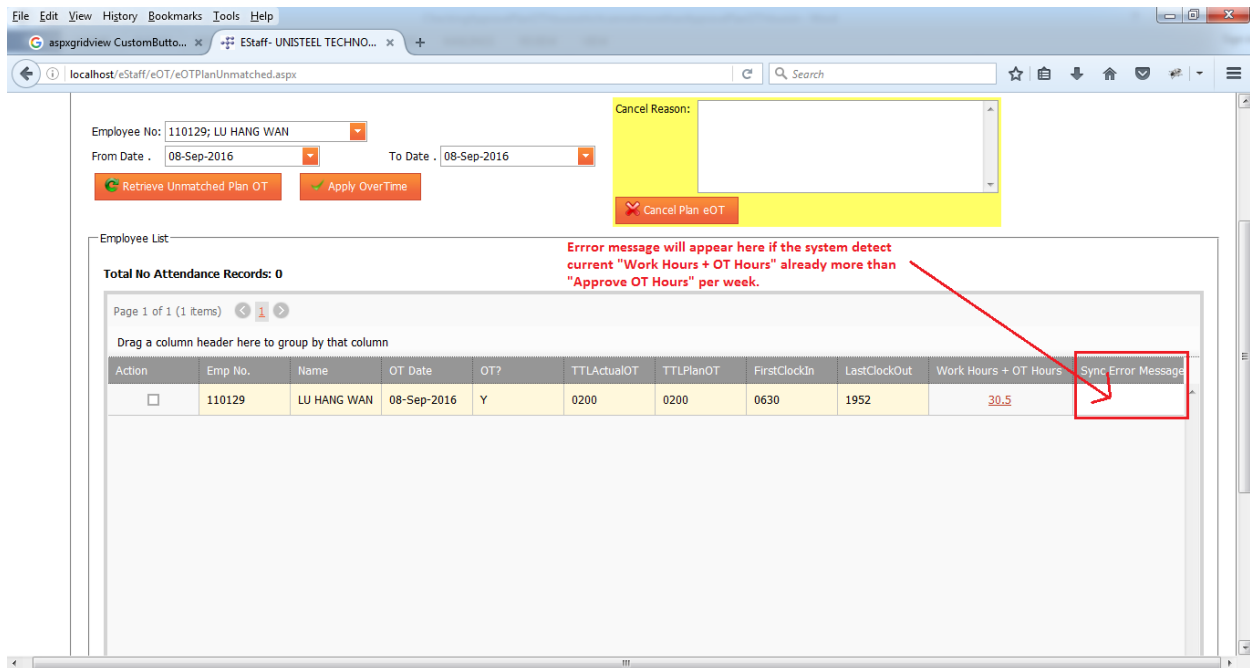 File Edit View History Bookmarks Tools Help
aspxgridview CustomButto... × EStaff- UNISTEEL TECHNO... × +
localhost/eStaff/eOT/eOTPlanUnmatched.aspx Search
Cancel Reason:
Employee No: 110129; LU HANG WAN
From Date . 08-Sep-2016 To Date . 08-Sep-2016
Retrieve Unmatched Plan OT Apply OverTime
Cancel Plan eOT
Employee List
Errror message will appear here if the system detect
current "Work Hours + OT Hours" already more than
"Approve OT Hours" per week.
Total No Attendance Records: 0
Page 1 of 1 (1 items) 1
Drag a column header here to group by that column
Action Emp No. Name OT Date OT? TTLActualOT TTLPlanOT FirstClockIn LastClockOut Work Hours + OT Hours Sync Error Message
110129 LU HANG WAN 08-Sep-2016 Y 0200 0200 0630 1952 30.5